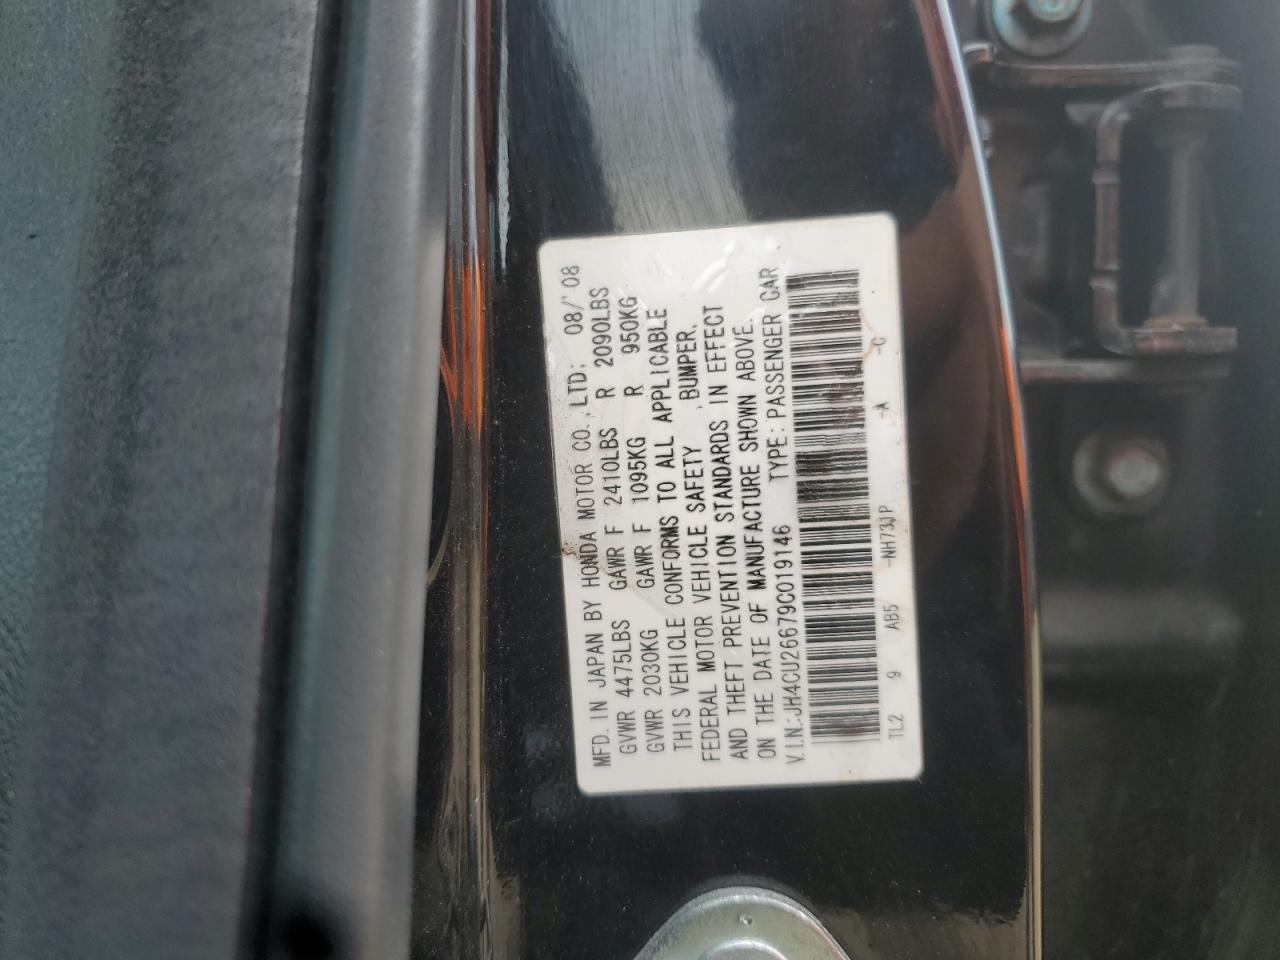 MFD. IN JAPAN BY HONDA MOTOR CO., LTD; 08/'08
GVWR 4475LBS GAWR F 2410LBS R 2090LBS
GVWR 2030KG GAWR F 1095KG R 950KG
THIS VEHICLE CONFORMS TO ALL APPLICABLE
FEDERAL MOTOR VEHICLE SAFETY, BUMPER,
AND THEFT PREVENTION STANDARDS IN EFFECT
ON THE DATE OF MANUFACTURE SHOWN ABOVE.
V.I.N.:JH4CU26679C019146 TYPE:PASSENGER CAR
TL2 9 AB5 -NH731P -A -C